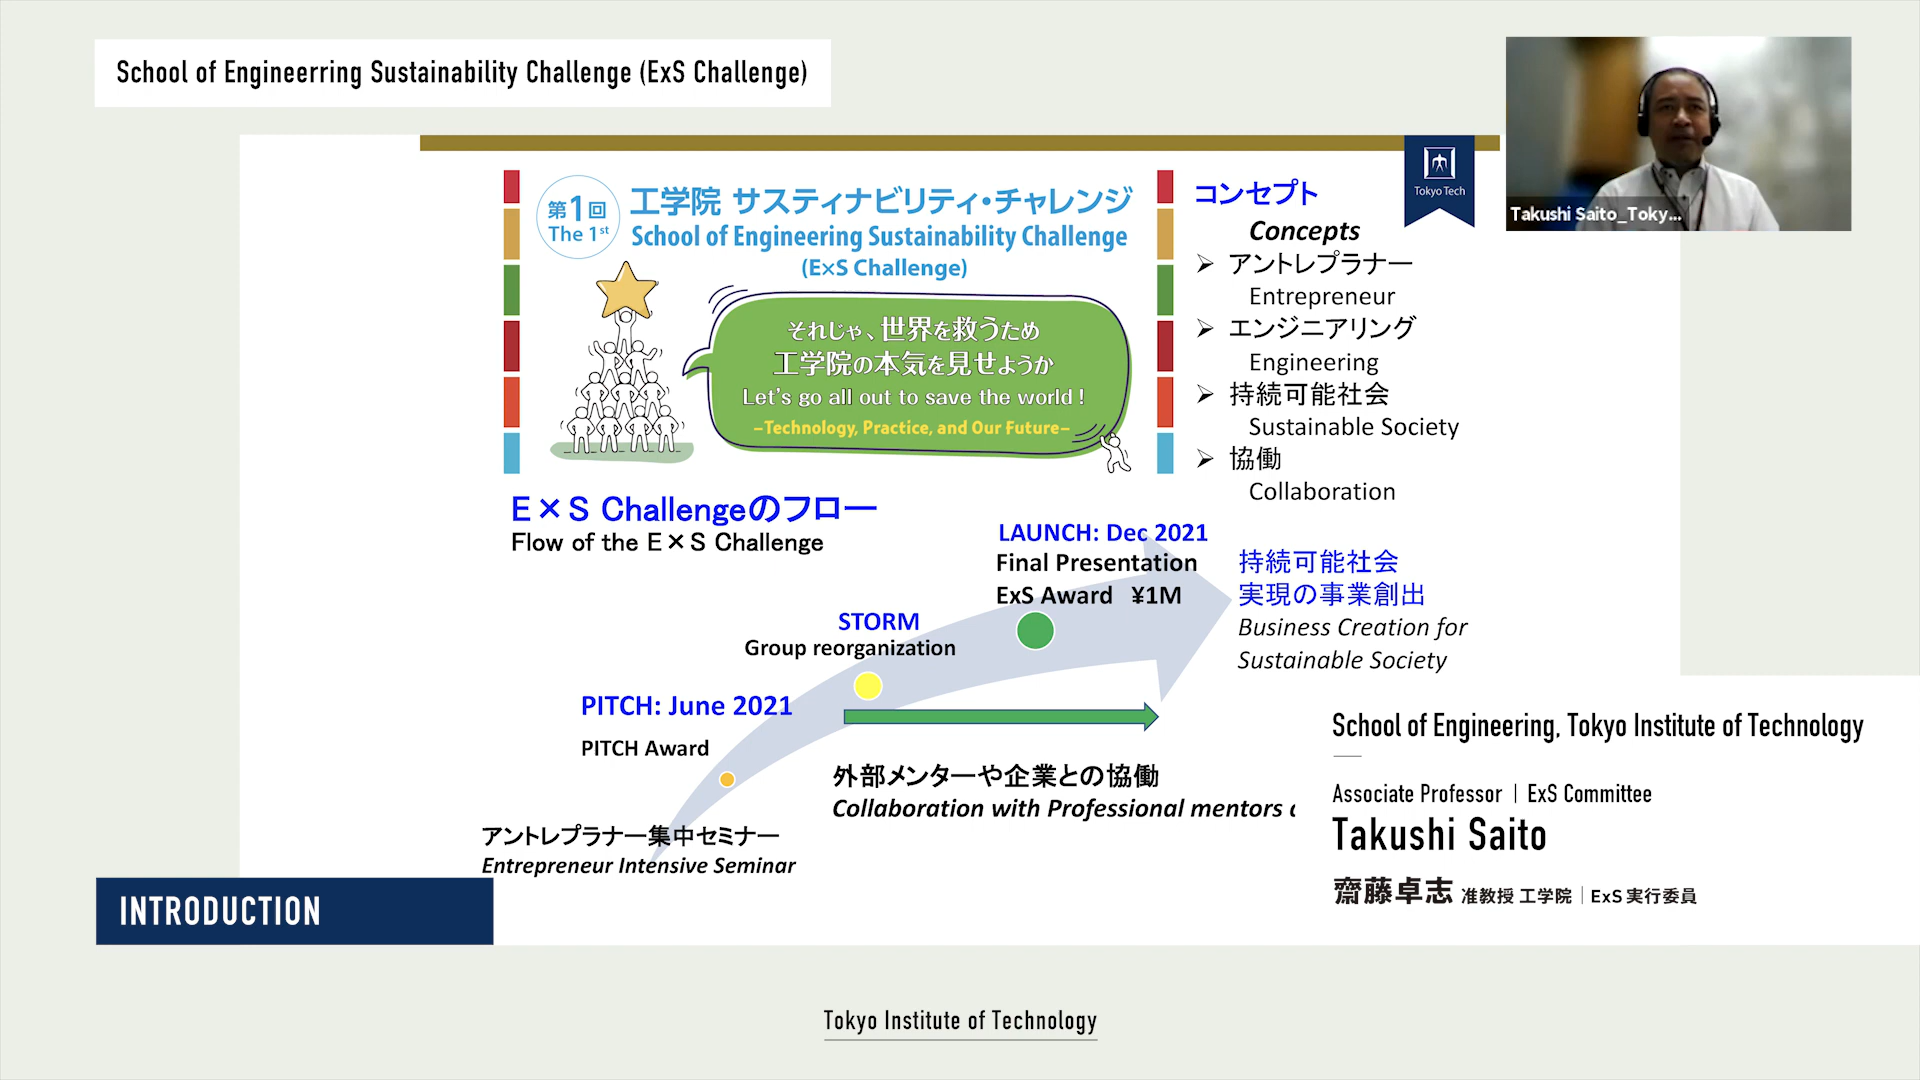 School of Engineerring Sustainability Challenge (ExS Challenge)
Takushi Saito_Toky...
Tokyo Tech
第1回
The 1st
工学院 サスティナビリティ・チャレンジ
School of Engineering Sustainability Challenge
(E×S Challenge)
それじゃ、世界を救うため
工学院の本気を見せようか
Let's go all out to save the world !
–Technology, Practice, and Our Future–
コンセプト
Concepts
➢ アントレプラナー
Entrepreneur
➢ エンジニアリング
Engineering
➢ 持続可能社会
Sustainable Society
➢ 協働
Collaboration
E×S Challengeのフロー
Flow of the E×S Challenge
LAUNCH: Dec 2021
Final Presentation
ExS Award ¥1M
持続可能社会
実現の事業創出
Business Creation for
Sustainable Society
STORM
Group reorganization
PITCH: June 2021
PITCH Award
外部メンターや企業との協働
Collaboration with Professional mentors
アントレプラナー集中セミナー
Entrepreneur Intensive Seminar
School of Engineering, Tokyo Institute of Technology
Associate Professor | ExS Committee
Takushi Saito
齋藤卓志 准教授 工学院 | ExS 実行委員
INTRODUCTION
Tokyo Institute of Technology